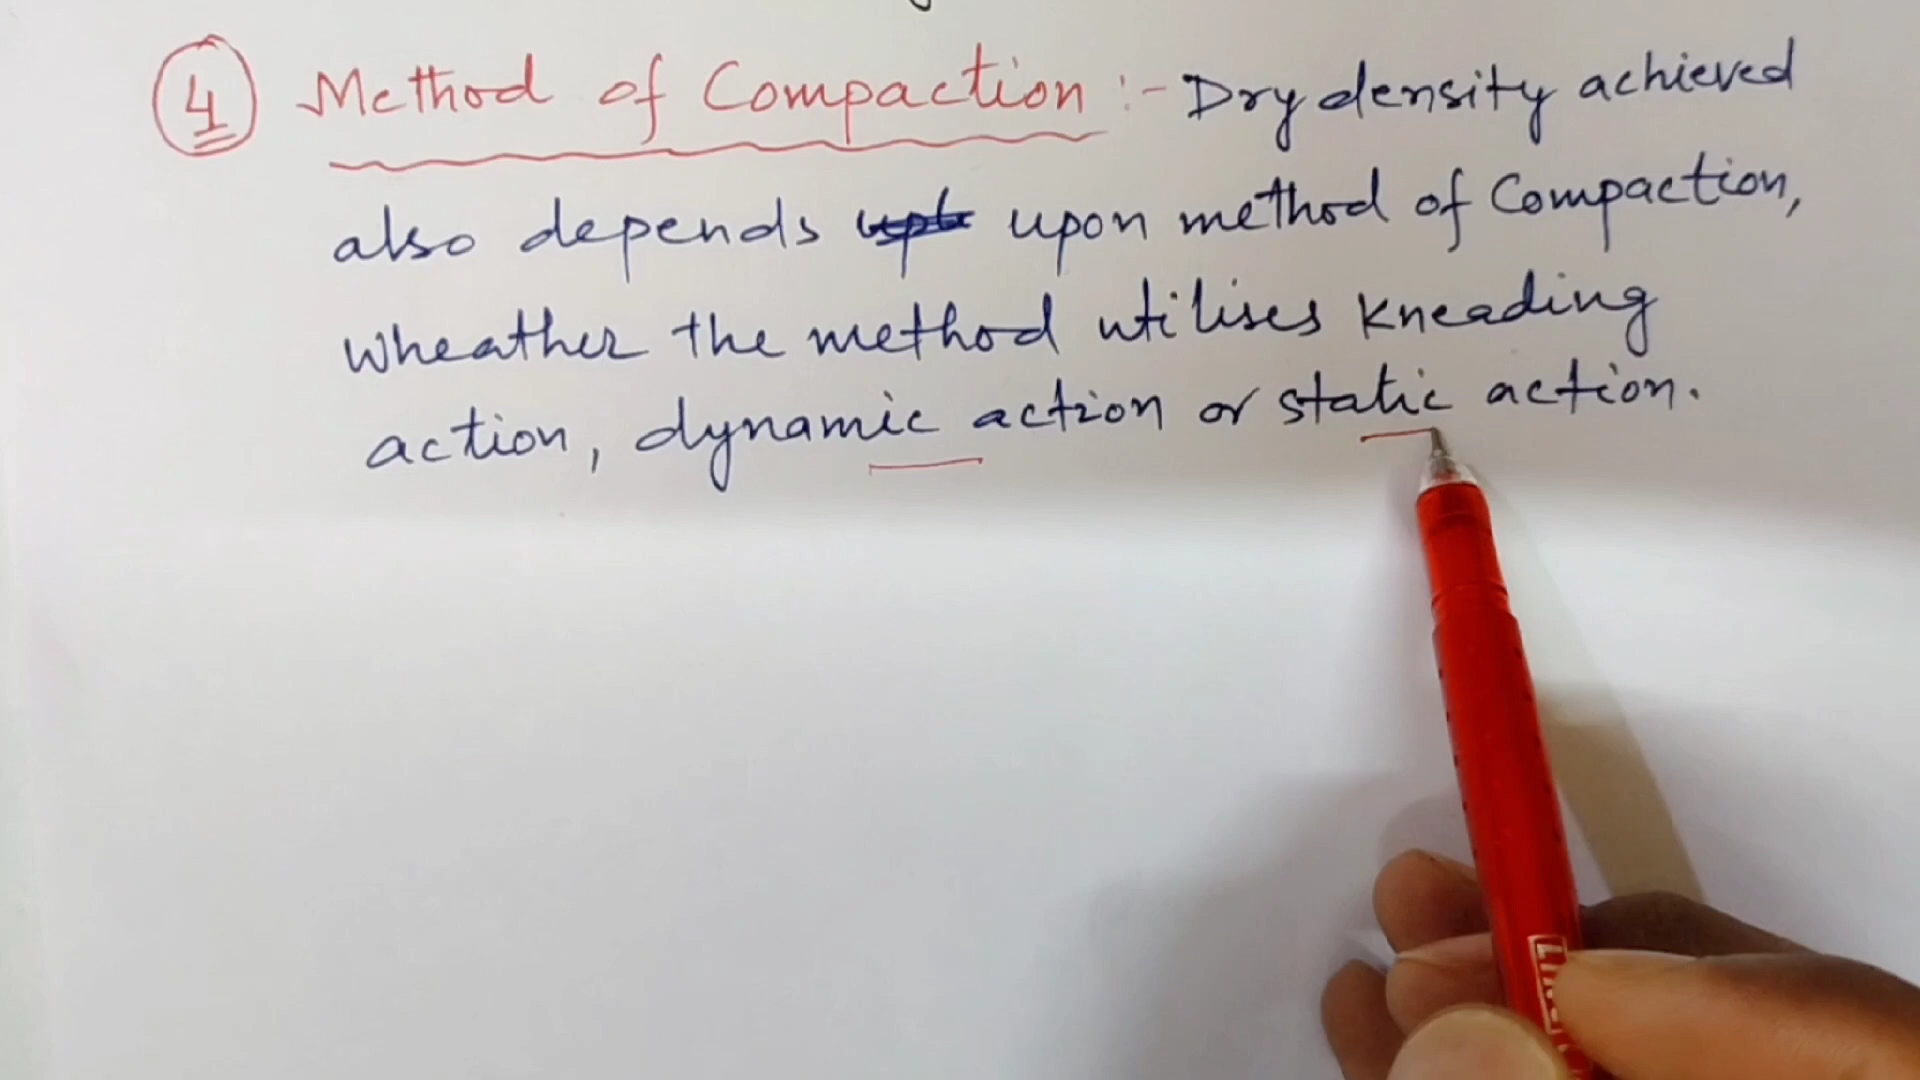 4 Method of Compaction :- Dry density achieved
also depends upon method of Compaction,
wheather the method utilises kneading
action, dynamic action or static action.